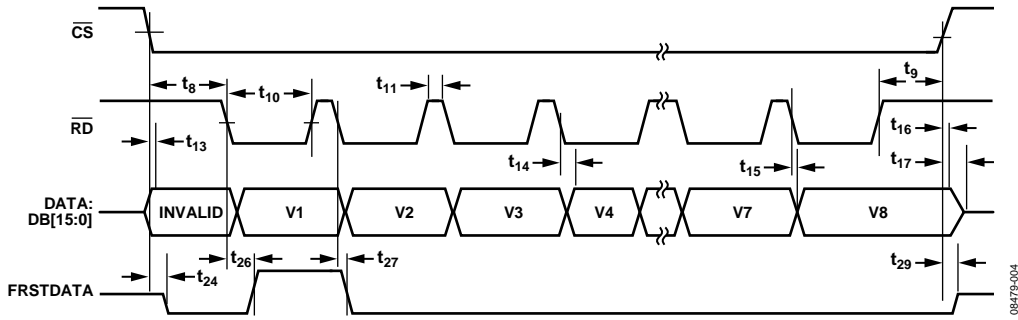 CS
t8
t10
t11
t9
RD
t13
t14
t15
t16
t17
DATA:
DB[15:0]
INVALID
V1
V2
V3
V4
V7
V8
t24
t26
t27
t29
FRSTDATA
08479-004